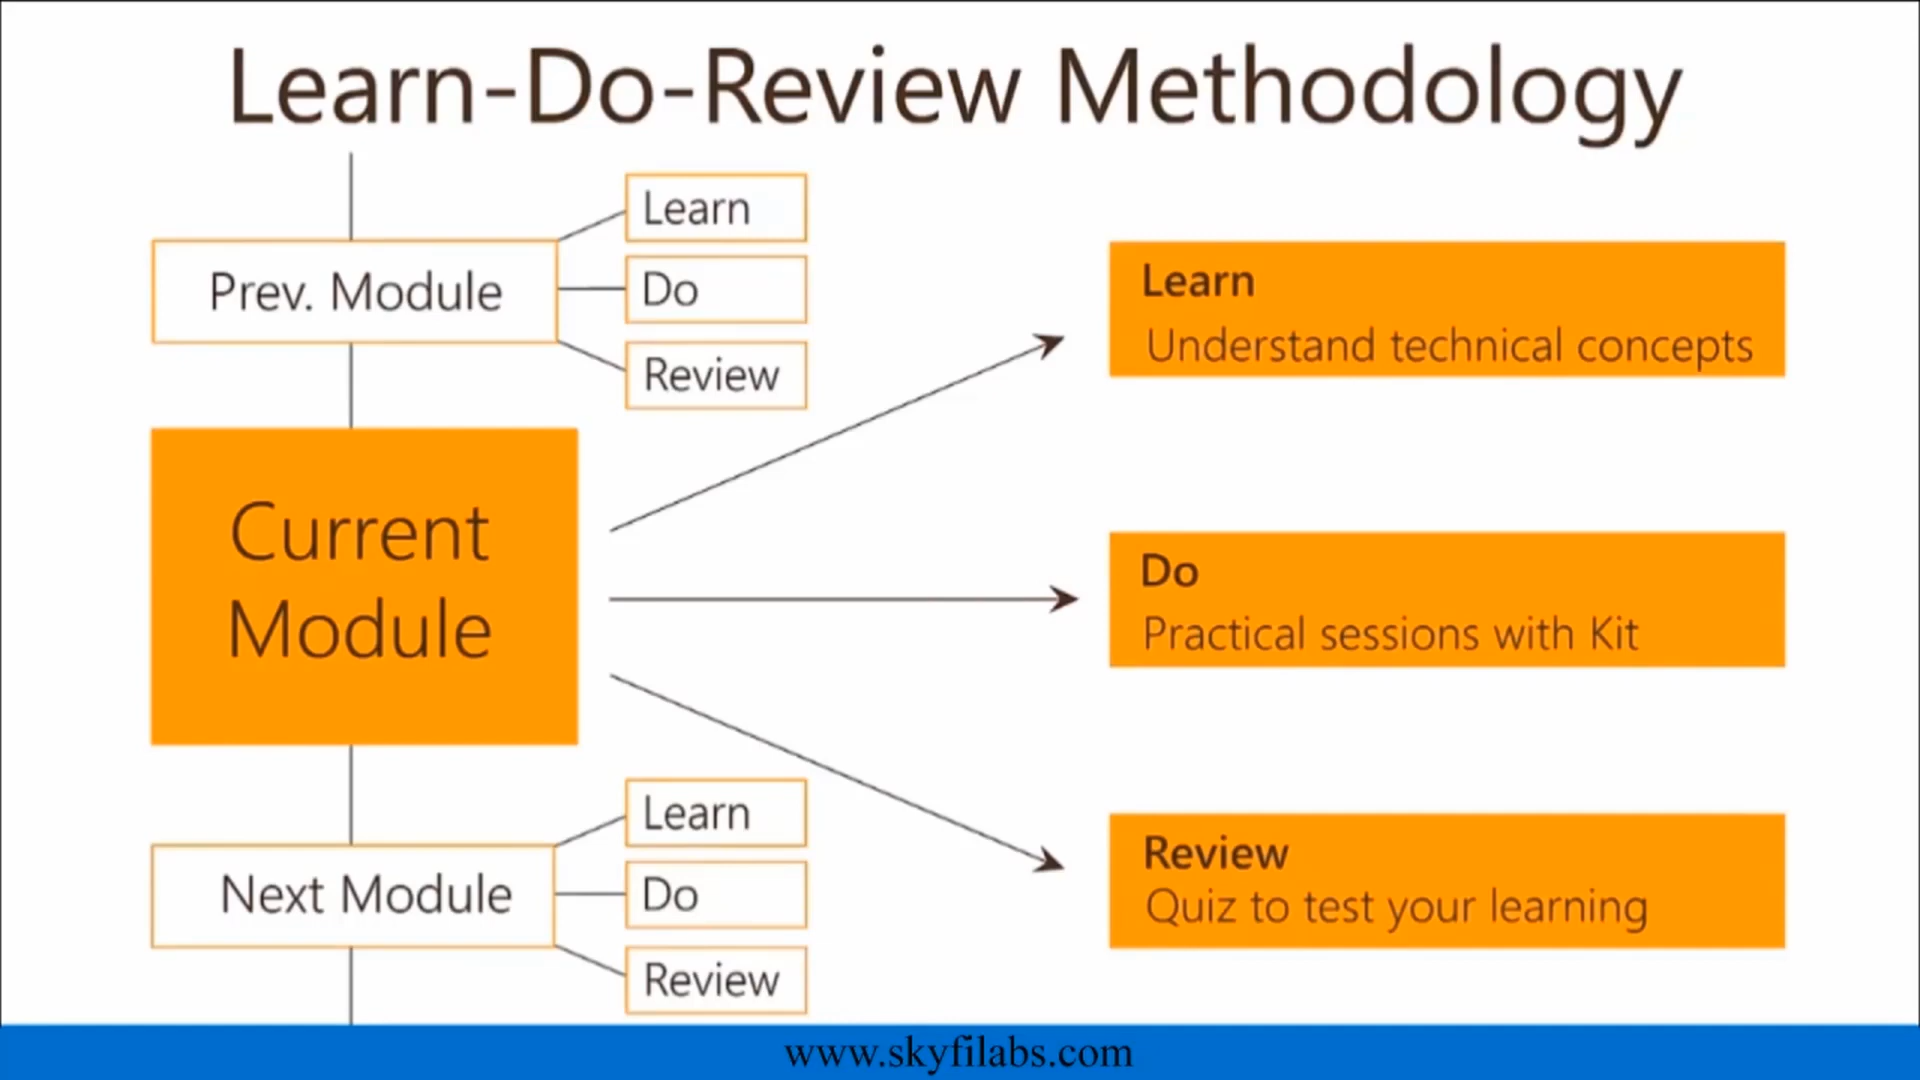 Learn-Do-Review Methodology
Prev. Module
Learn
Do
Review
Current
Module
Next Module
Learn
Do
Review
Learn
Understand technical concepts
Do
Practical sessions with Kit
Review
Quiz to test your learning
www.skyfilabs.com